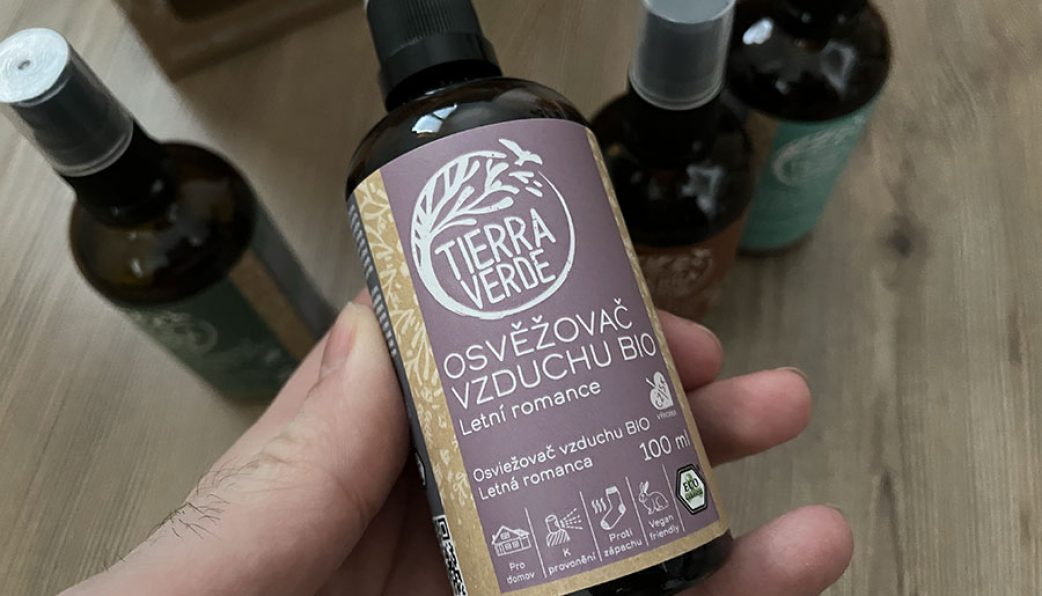 TIERRA
VERDE
OSVĚŽOVAČ
VZDUCHU BIO
Letní romance
Osviežovač vzduchu BIO
Letná romanca
100 ml
Pro
domov
K
provonění
Proti
zápachu
Vegan
friendly
ECO